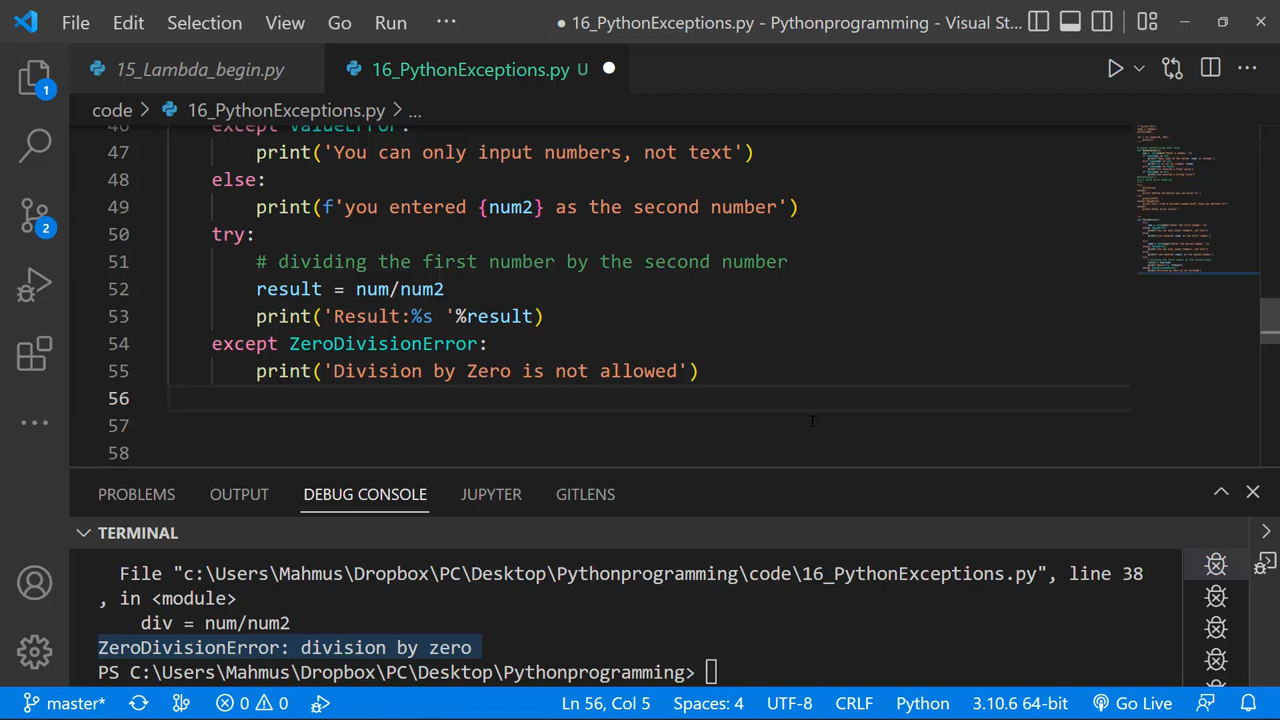 File Edit Selection View Go Run ··· ● 16_PythonExceptions.py - Pythonprogramming - Visual St...
15_Lambda_begin.py 16_PythonExceptions.py U
code > 16_PythonExceptions.py > ...
46 except ValueError:
47 print('You can only input numbers, not text')
48 else:
49 print(f'you entered {num2} as the second number')
50 try:
51 # dividing the first number by the second number
52 result = num/num2
53 print('Result:%s '%result)
54 except ZeroDivisionError:
55 print('Division by Zero is not allowed')
56
57
58
1
2
PROBLEMS OUTPUT DEBUG CONSOLE JUPYTER GITLENS
TERMINAL
File "c:\Users\Mahmus\Dropbox\PC\Desktop\Pythonprogramming\code\16_PythonExceptions.py", line 38
, in <module>
div = num/num2
ZeroDivisionError: division by zero
PS C:\Users\Mahmus\Dropbox\PC\Desktop\Pythonprogramming>
master* 0 0 Ln 56, Col 5 Spaces: 4 UTF-8 CRLF Python 3.10.6 64-bit Go Live